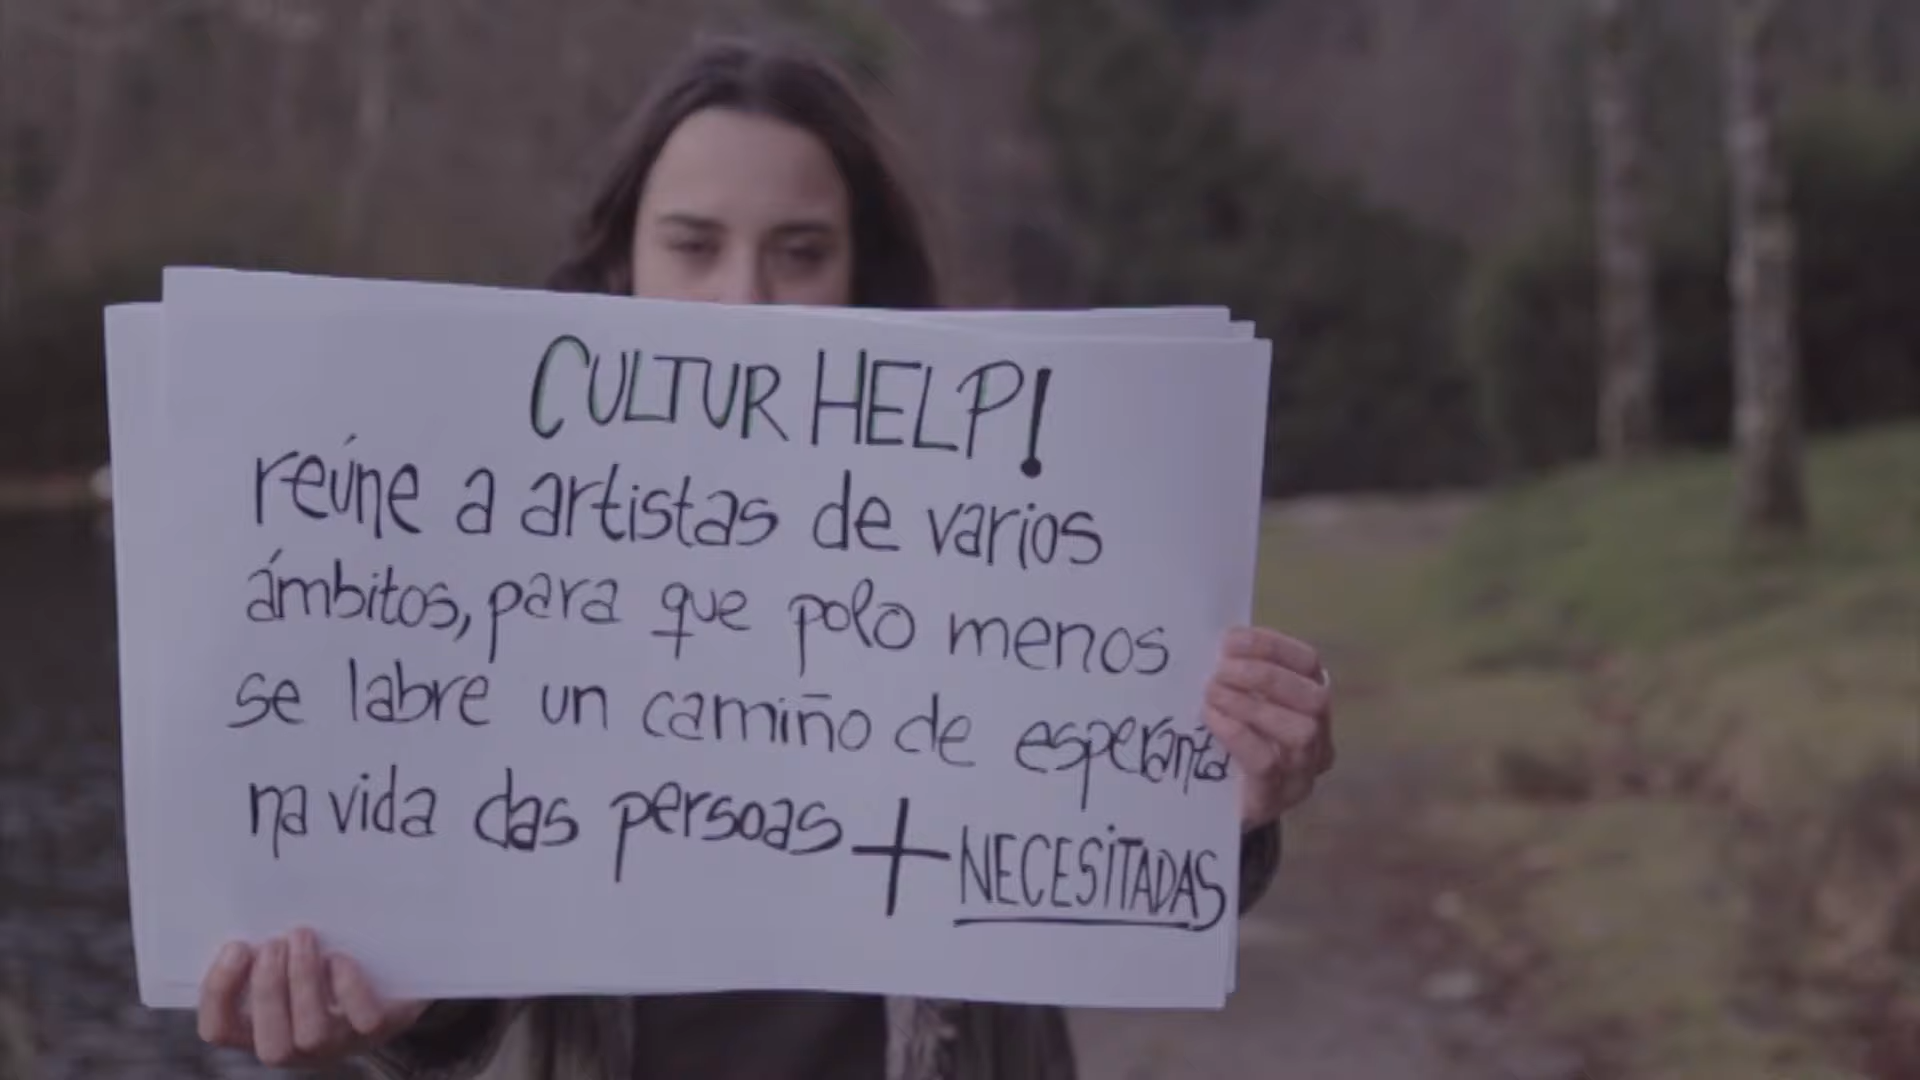 CULTUR HELP!
reúne a artistas de varios
ámbitos, para que polo menos
se labre un camiño de esperanza
na vida das persoas + NECESITADAS